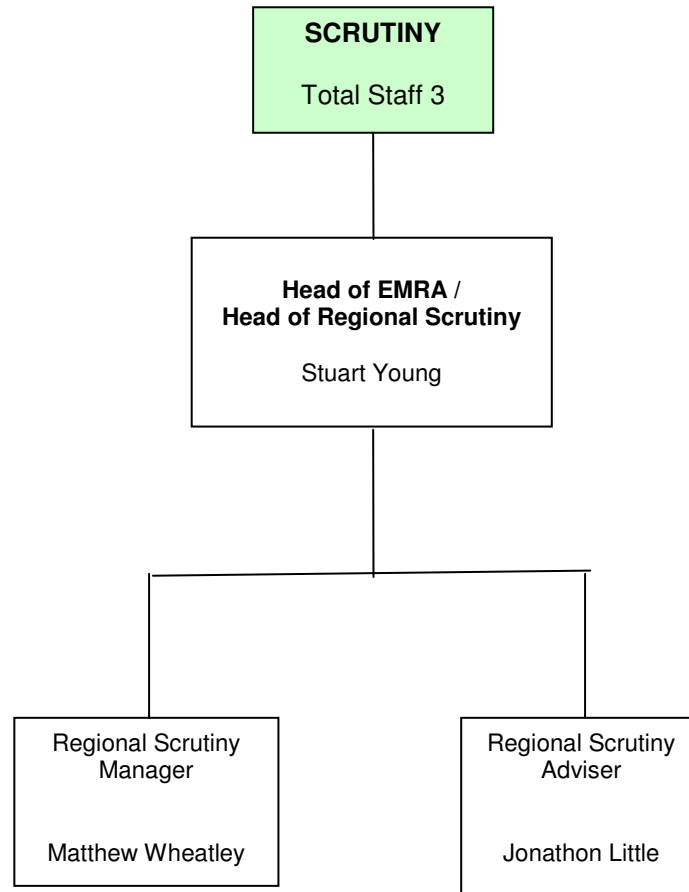 SCRUTINY
Total Staff 3
Head of EMRA /
Head of Regional Scrutiny
Stuart Young
Regional Scrutiny
Manager
Matthew Wheatley
Regional Scrutiny
Adviser
Jonathon Little